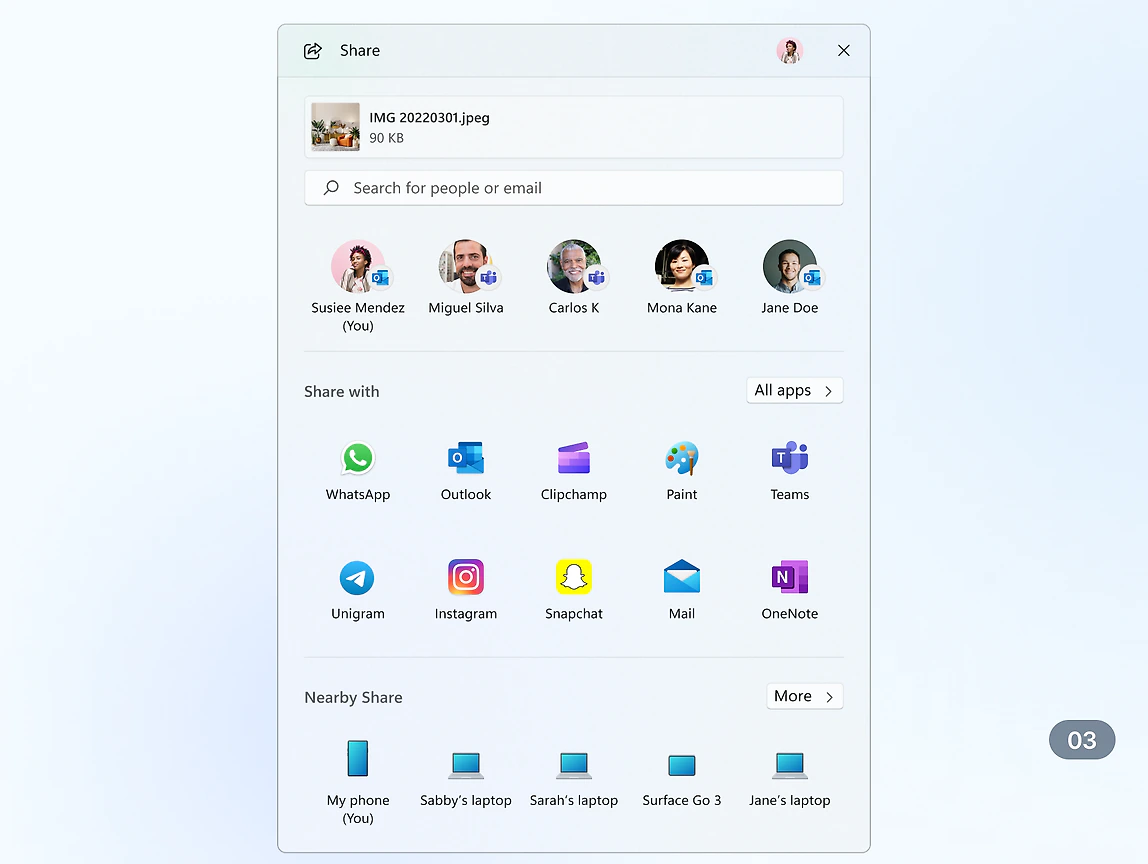 Share
IMG 20220301.jpeg
90 KB
Search for people or email
Susiee Mendez
(You)
Miguel Silva
Carlos K
Mona Kane
Jane Doe
Share with
All apps
WhatsApp
Outlook
Clipchamp
Paint
Teams
Unigram
Instagram
Snapchat
Mail
OneNote
Nearby Share
More
My phone
(You)
Sabby's laptop
Sarah's laptop
Surface Go 3
Jane's laptop
03